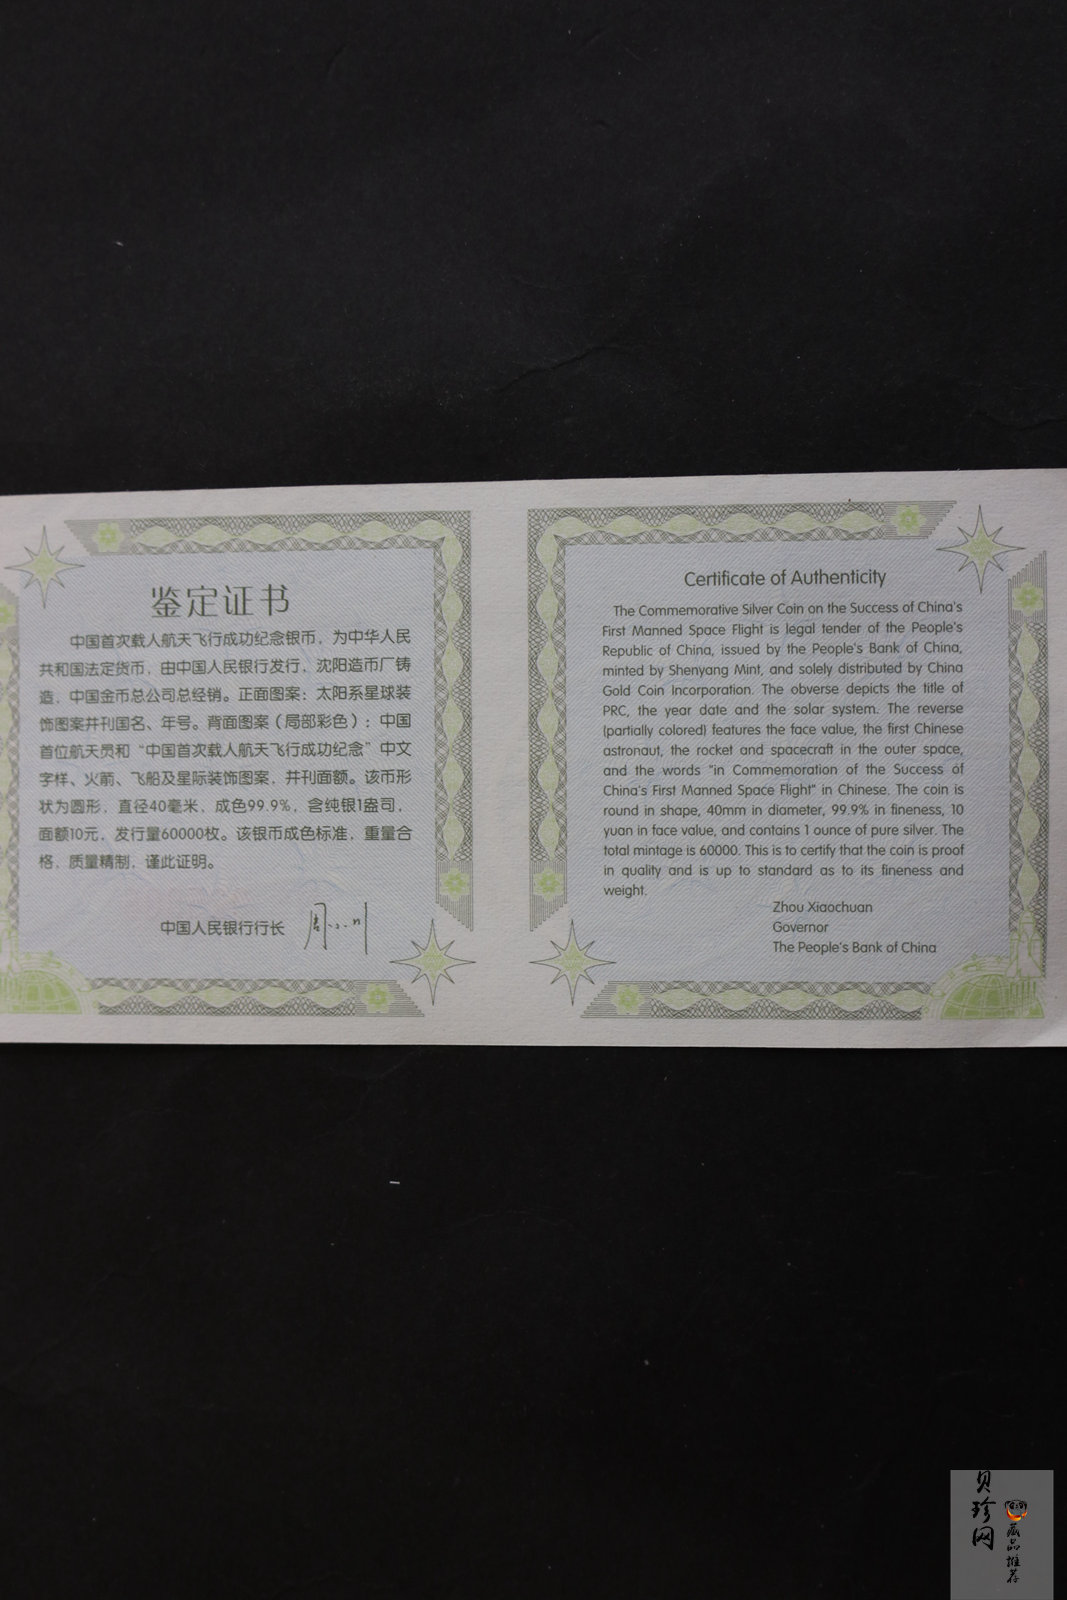 鉴定证书
中国首次载人航天飞行成功纪念银币，为中华人民
共和国法定货币，由中国人民银行发行，沈阳造币厂铸
造，中国金币总公司总经销。正面图案：太阳系星球装
饰图案并刊国名、年号。背面图案（局部彩色）：中国
首位航天员和“中国首次载人航天飞行成功纪念”中文
字样、火箭、飞船及星际装饰图案，并刊面额。该币形
状为圆形，直径40毫米，成色99.9%，含纯银1盎司，
面额10元，发行量60000枚。该银币成色标准，重量合
格，质量精制，谨此证明。
中国人民银行行长 周小川
Certificate of Authenticity
The Commemorative Silver Coin on the Success of China's
First Manned Space Flight is legal tender of the People's
Republic of China, issued by the People's Bank of China,
minted by Shenyang Mint, and solely distributed by China
Gold Coin Incorporation. The obverse depicts the title of
PRC, the year date and the solar system. The reverse
(partially colored) features the face value, the first Chinese
astronaut, the rocket and spacecraft in the outer space,
and the words "in Commemoration of the Success of
China's First Manned Space Flight" in Chinese. The coin is
round in shape, 40mm in diameter, 99.9% in fineness, 10
yuan in face value, and contains 1 ounce of pure silver. The
total mintage is 60000. This is to certify that the coin is proof
in quality and is up to standard as to its fineness and
weight.
Zhou Xiaochuan
Governor
The People's Bank of China
贝珍网
藏品推荐